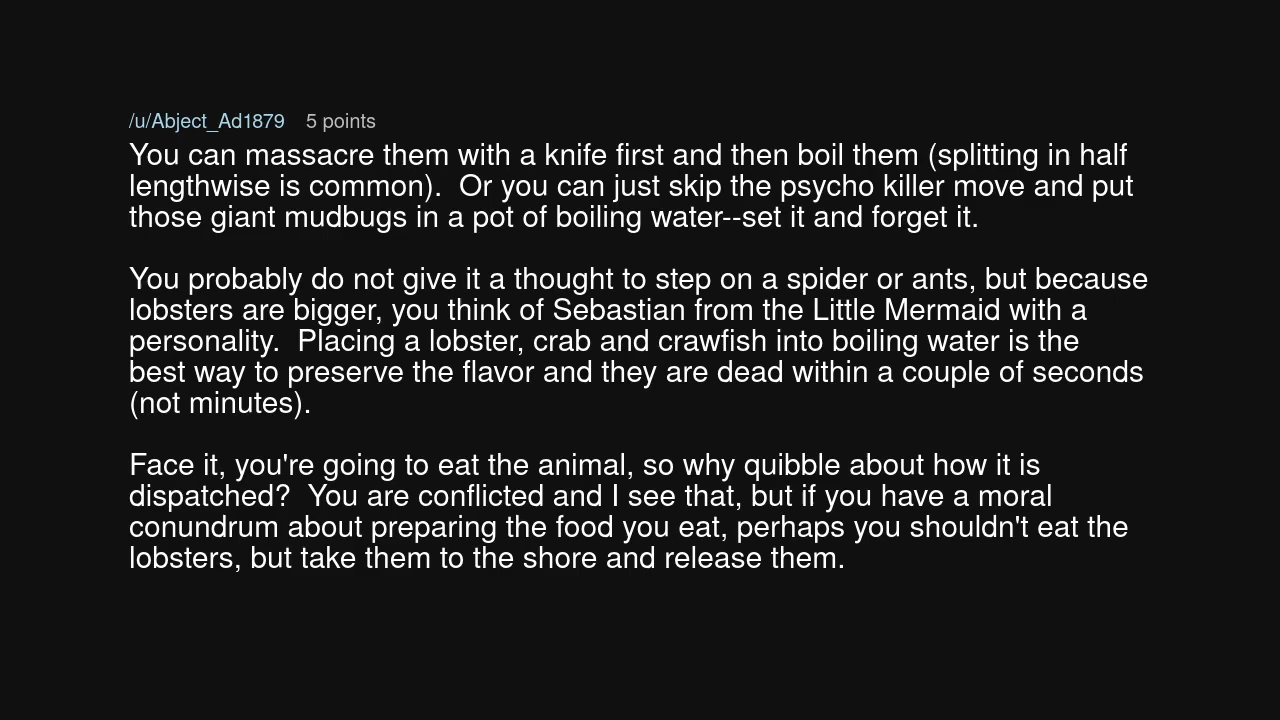 /u/Abject_Ad1879 5 points
You can massacre them with a knife first and then boil them (splitting in half
lengthwise is common).  Or you can just skip the psycho killer move and put
those giant mudbugs in a pot of boiling water--set it and forget it.
You probably do not give it a thought to step on a spider or ants, but because
lobsters are bigger, you think of Sebastian from the Little Mermaid with a
personality.  Placing a lobster, crab and crawfish into boiling water is the
best way to preserve the flavor and they are dead within a couple of seconds
(not minutes).
Face it, you're going to eat the animal, so why quibble about how it is
dispatched?  You are conflicted and I see that, but if you have a moral
conundrum about preparing the food you eat, perhaps you shouldn't eat the
lobsters, but take them to the shore and release them.